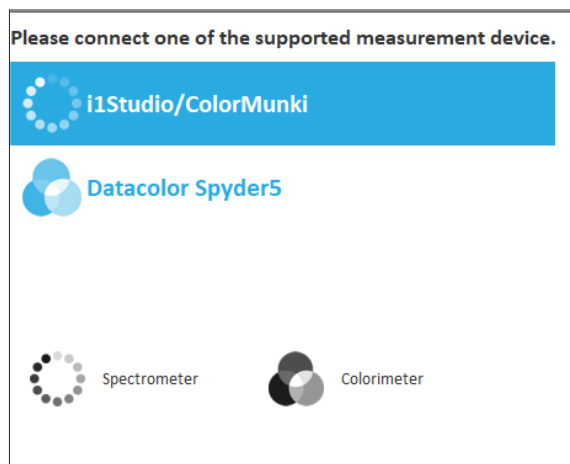 Please connect one of the supported measurement device.
i1Studio/ColorMunki
Datacolor Spyder5
Spectrometer
Colorimeter